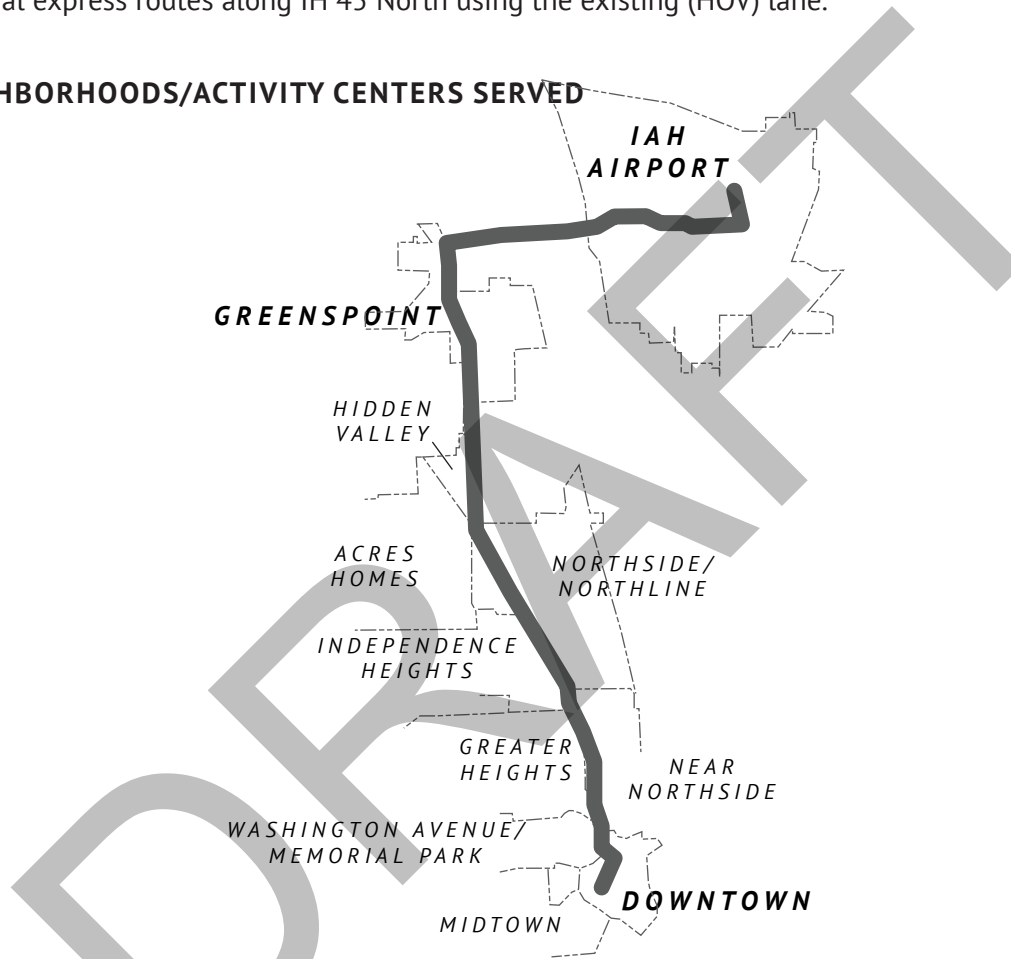 al express routes along IH 45 North using the existing (HOV) lane.
HBORHOODS/ACTIVITY CENTERS SERVED
IAH
AIRPORT
GREENSPOINT
HIDDEN
VALLEY
ACRES
HOMES
NORTHSIDE/
NORTHLINE
INDEPENDENCE
HEIGHTS
GREATER
HEIGHTS
NEAR
NORTHSIDE
WASHINGTON AVENUE/
MEMORIAL PARK
DOWNTOWN
MIDTOWN
DRAFT